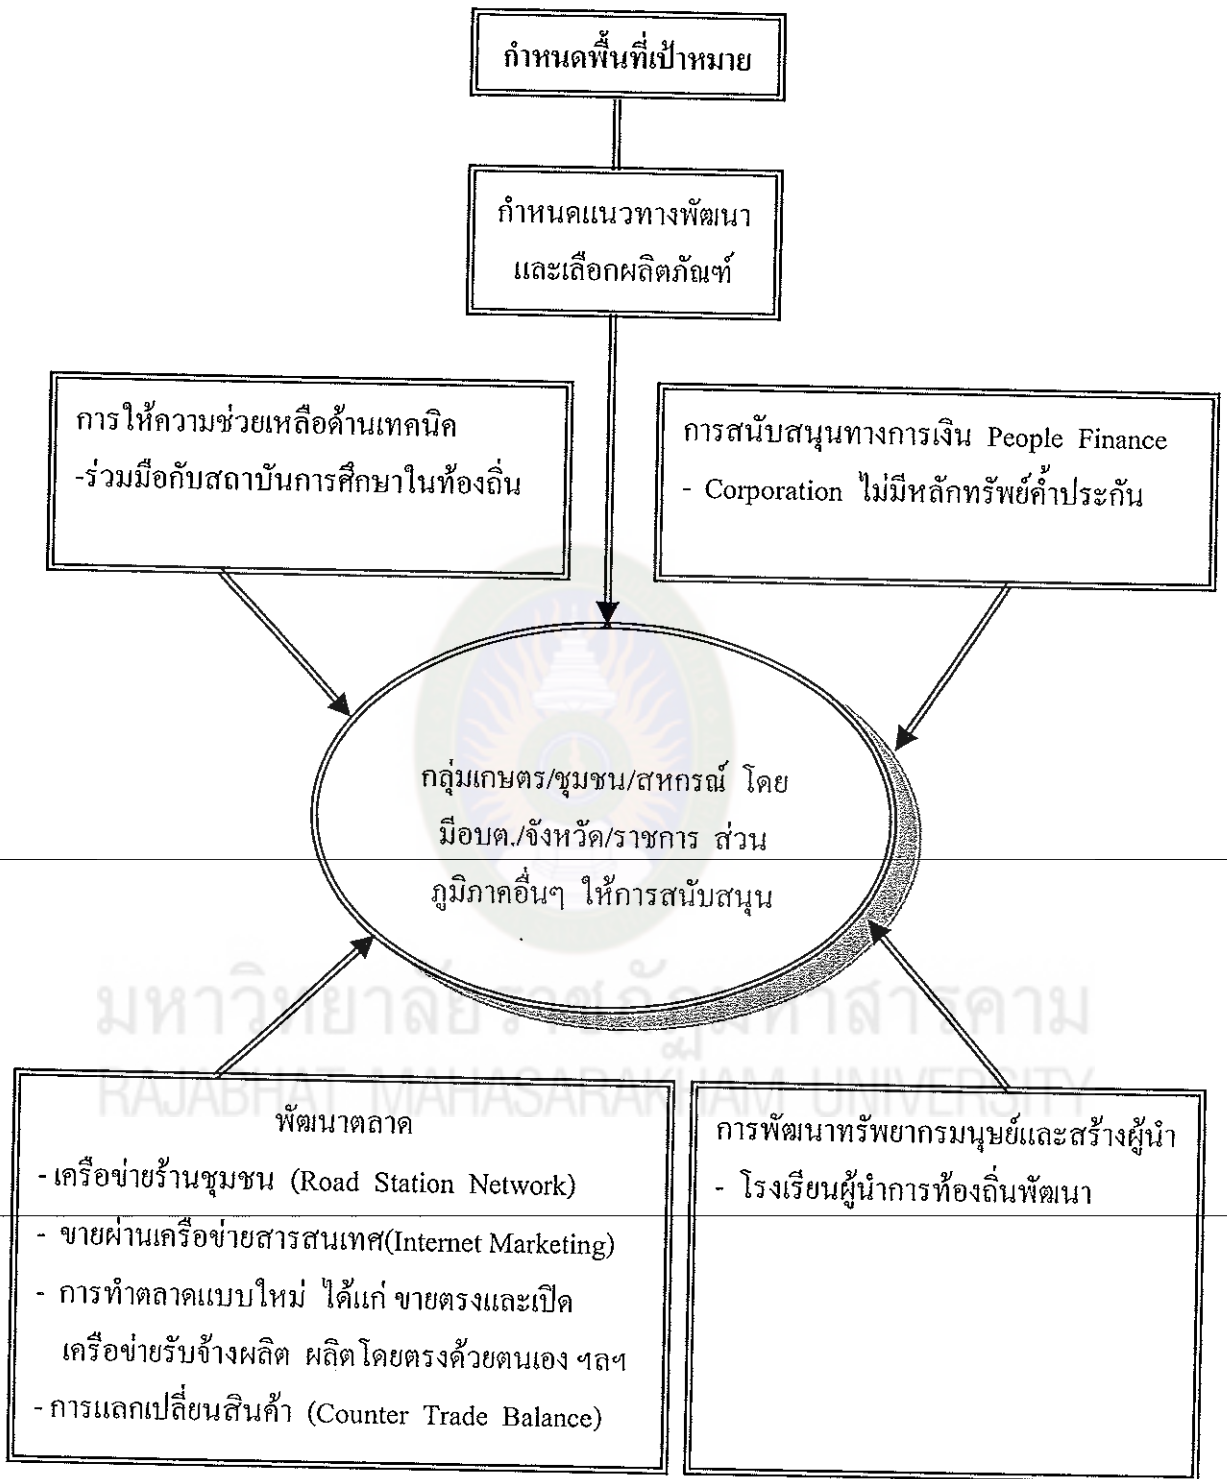 กำหนดพื้นที่เป้าหมาย
กำหนดแนวทางพัฒนา
และเลือกผลิตภัณฑ์
การให้ความช่วยเหลือด้านเทคนิค
-ร่วมมือกับสถาบันการศึกษาในท้องถิ่น
การสนับสนุนทางการเงิน People Finance
- Corporation ไม่มีหลักทรัพย์ค้ำประกัน
กลุ่มเกษตร/ชุมชน/สหกรณ์ โดย
มีอบต./จังหวัด/ราชการ ส่วน
ภูมิภาคอื่นๆ ให้การสนับสนุน
มหาวิทยาลัยราชภัฏมหาสารคาม
RAJABHAT MAHASARAKHAM UNIVERSITY
พัฒนาตลาด
- เครือข่ายร้านชุมชน (Road Station Network)
- ขายผ่านเครือข่ายสารสนเทศ(Internet Marketing)
- การทำตลาดแบบใหม่ ได้แก่ ขายตรงและเปิด
เครือข่ายรับจ้างผลิต ผลิตโดยตรงด้วยตนเอง ฯลฯ
- การแลกเปลี่ยนสินค้า (Counter Trade Balance)
การพัฒนาทรัพยากรมนุษย์และสร้างผู้นำ
- โรงเรียนผู้นำการท้องถิ่นพัฒนา